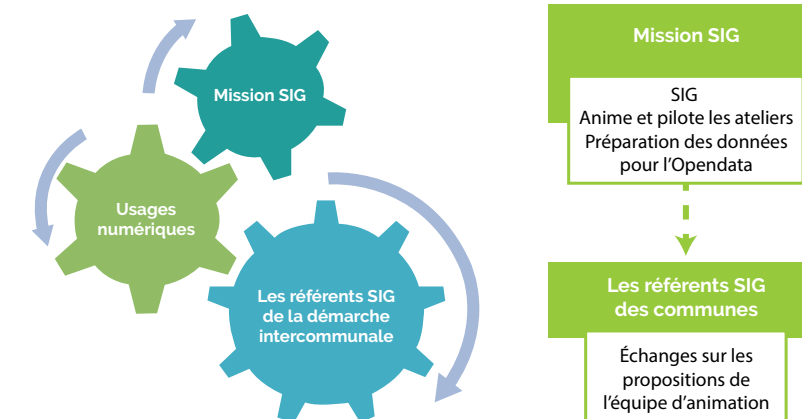 Mission SIG
Usages
numériques
Les référents SIG
de la démarche
intercommunale
Mission SIG
SIG
Anime et pilote les ateliers
Préparation des données
pour l'Opendata
Les référents SIG
des communes
Échanges sur les
propositions de
l'équipe d'animation